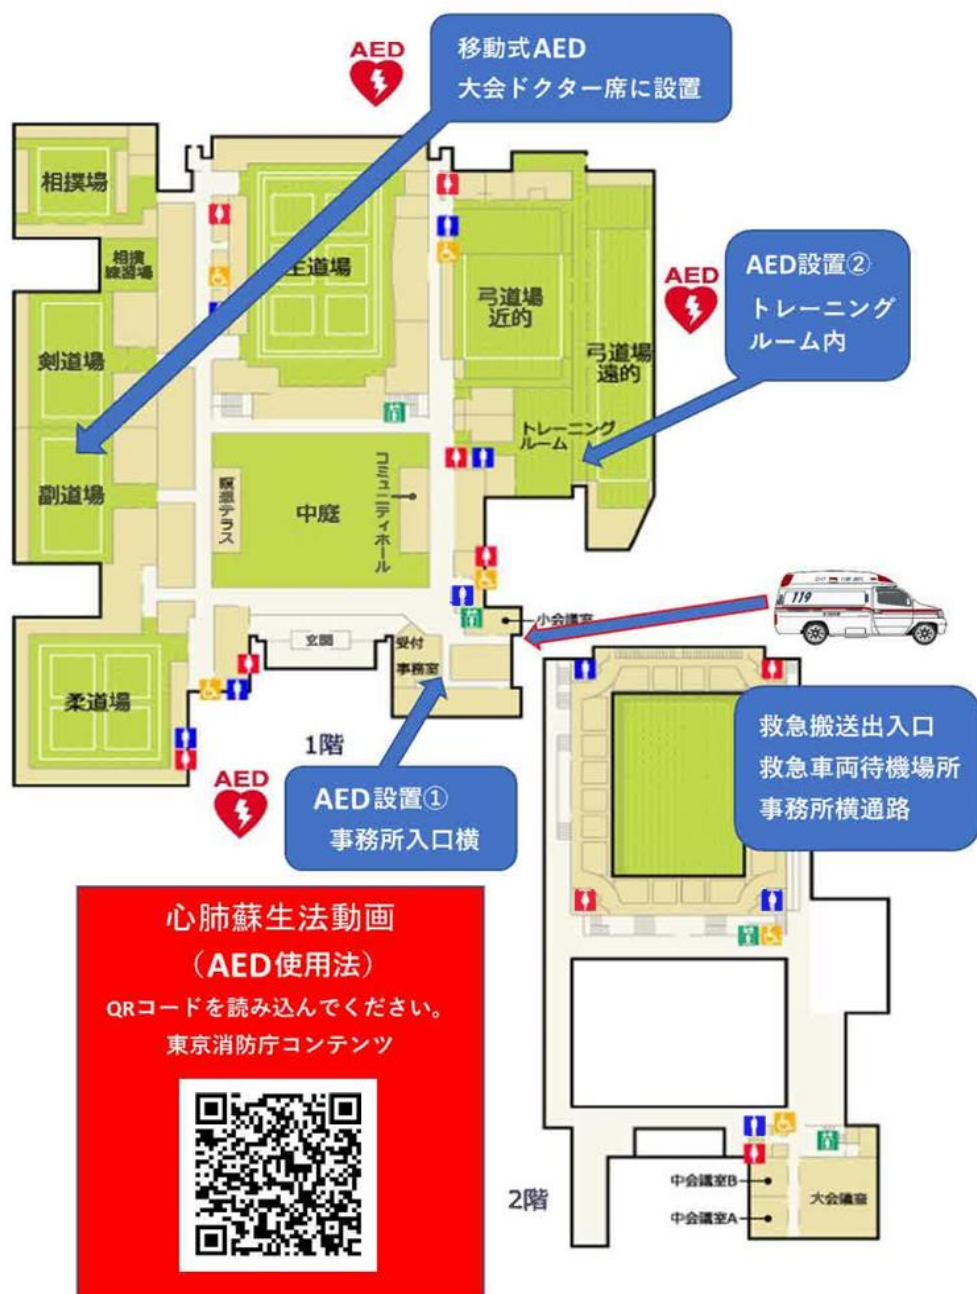 AED
移動式AED
大会ドクター席に設置
相撲場
相撲
練習場
主道場
弓道場
近的
AED
AED設置②
トレーニング
ルーム内
弓道場
遠的
剣道場
トレーニング
ルーム
副道場
瞑想テラス
中庭
コミュニティホール
119
小会議室
玄関
受付
事務室
柔道場
1階
救急搬送出入口
救急車両待機場所
事務所横通路
AED
AED設置①
事務所入口横
心肺蘇生法動画
（AED使用法）
QRコードを読み込んでください。
東京消防庁コンテンツ
2階
中会議室B
中会議室A
大会議室